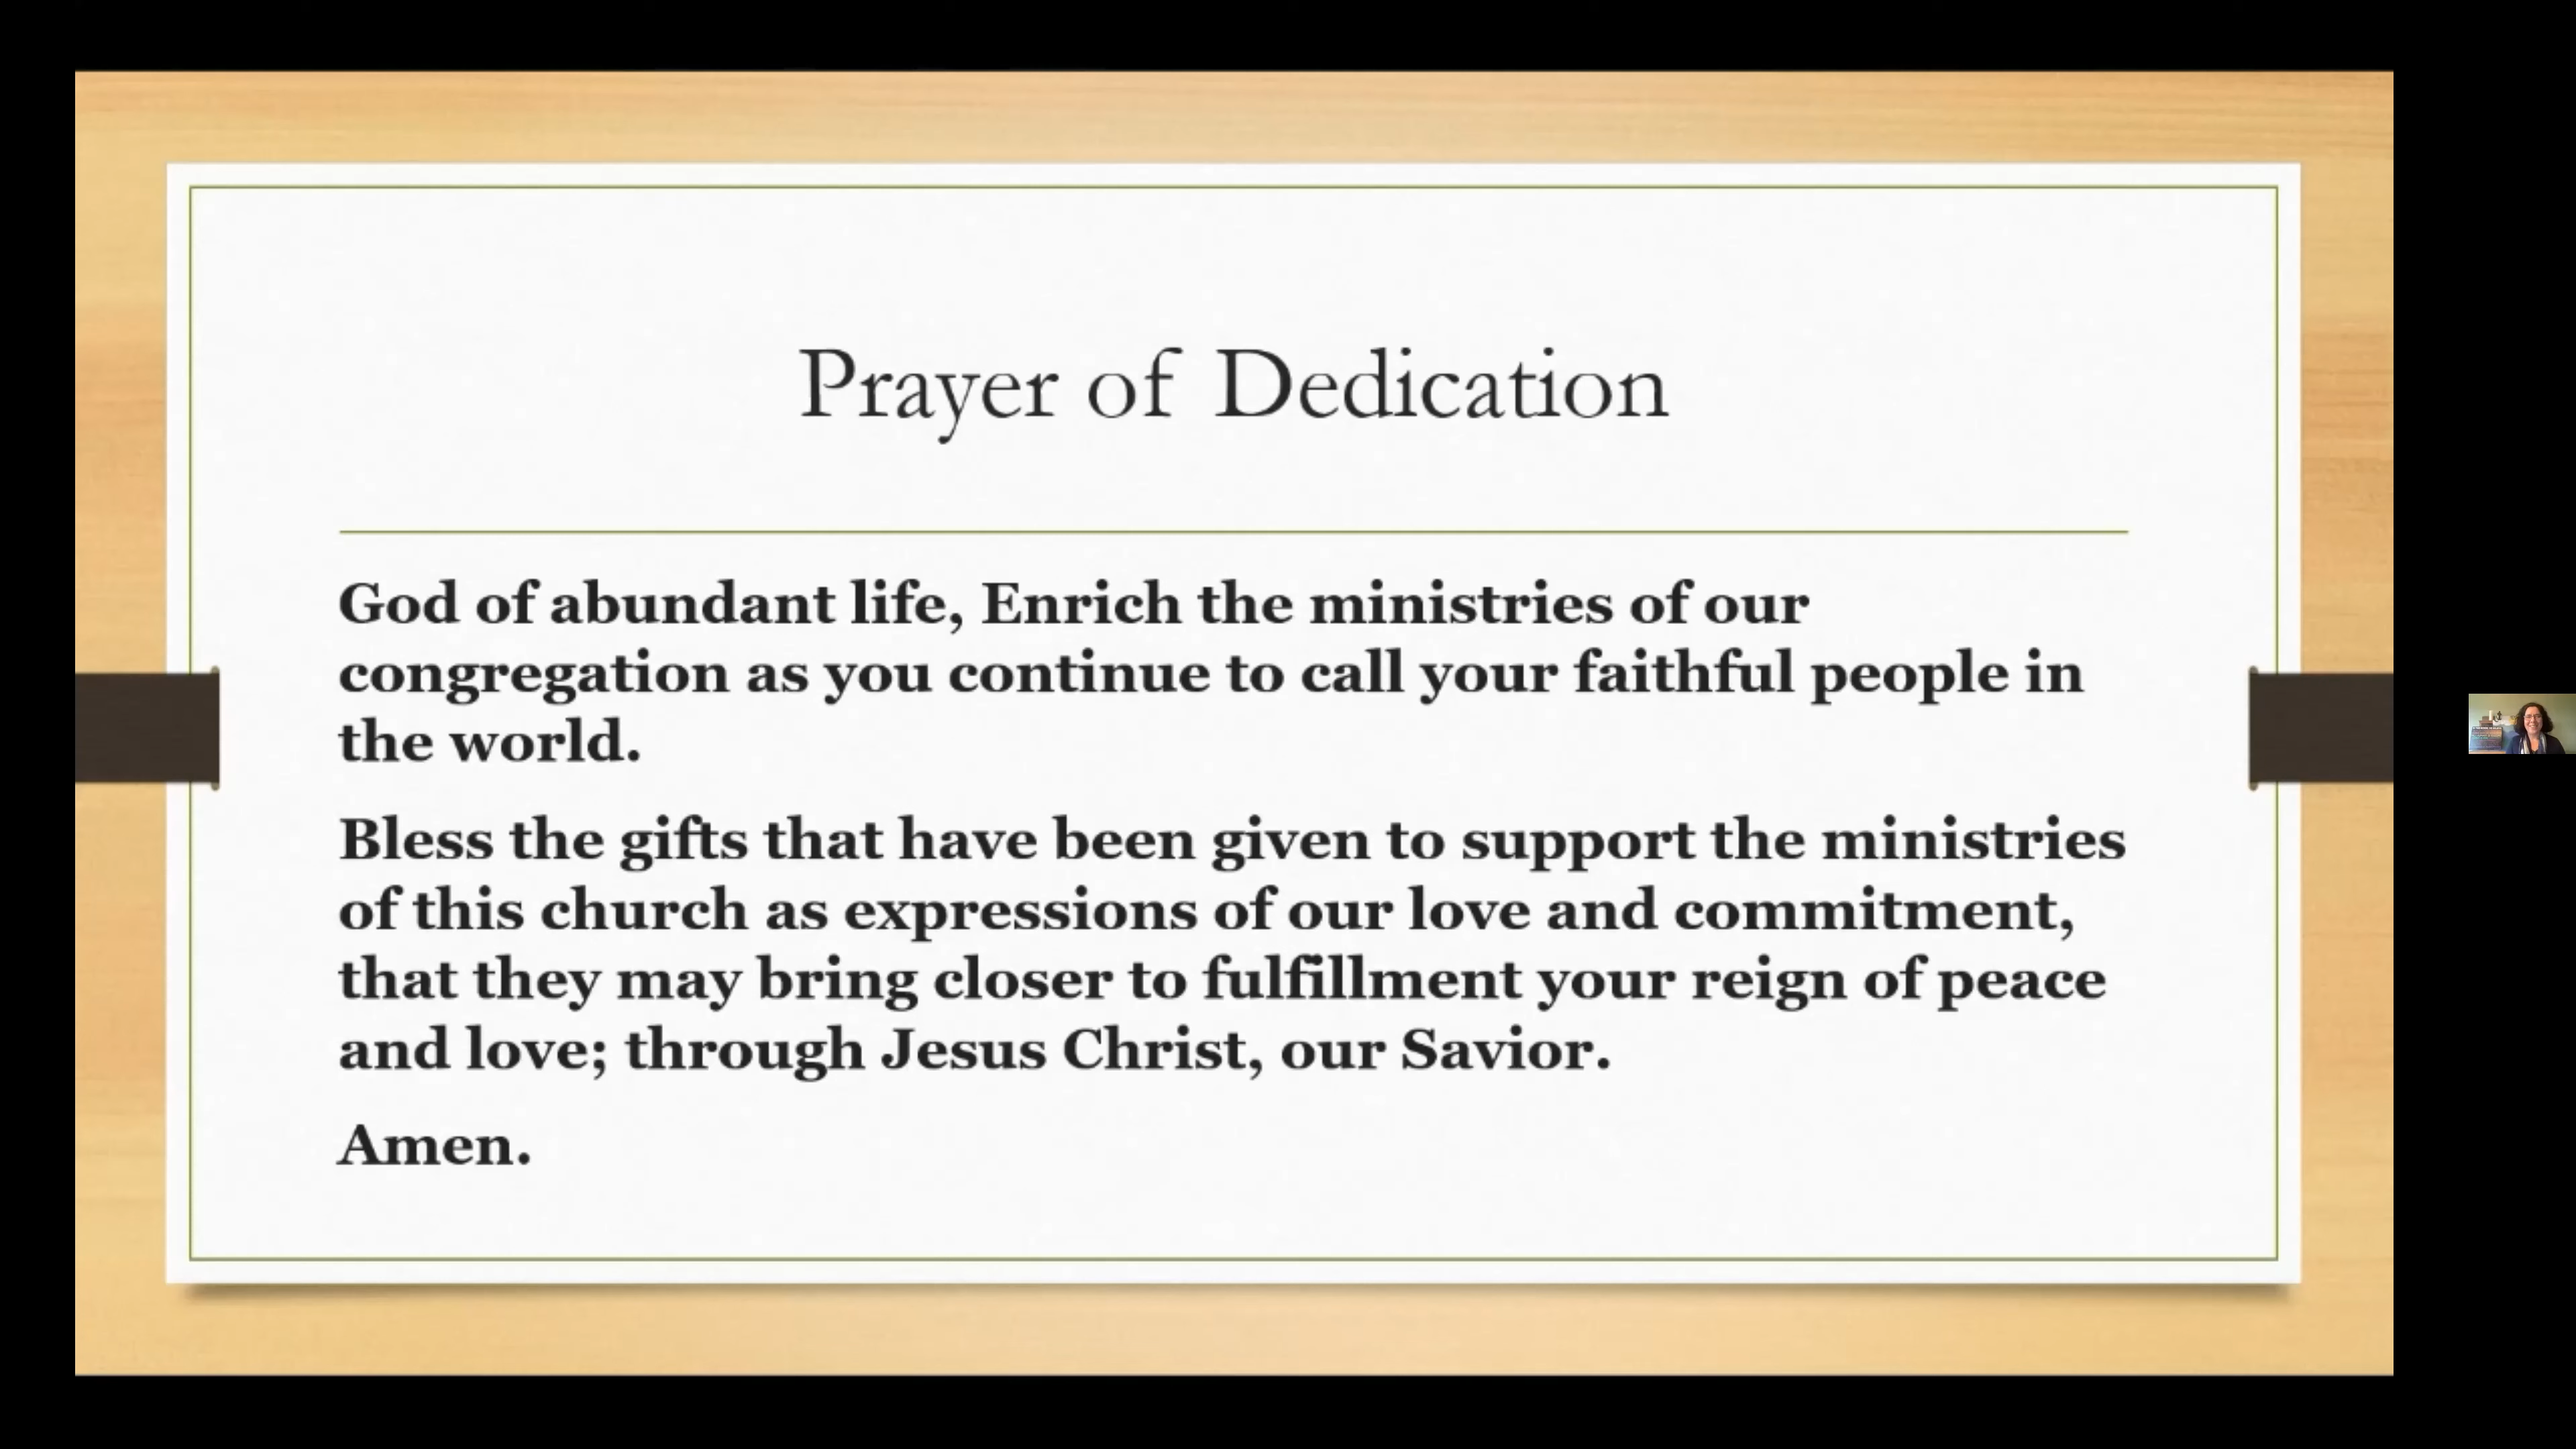 Prayer of Dedication
God of abundant life, Enrich the ministries of our
congregation as you continue to call your faithful people in
the world.
Bless the gifts that have been given to support the ministries
of this church as expressions of our love and commitment,
that they may bring closer to fulfillment your reign of peace
and love; through Jesus Christ, our Savior.
Amen.